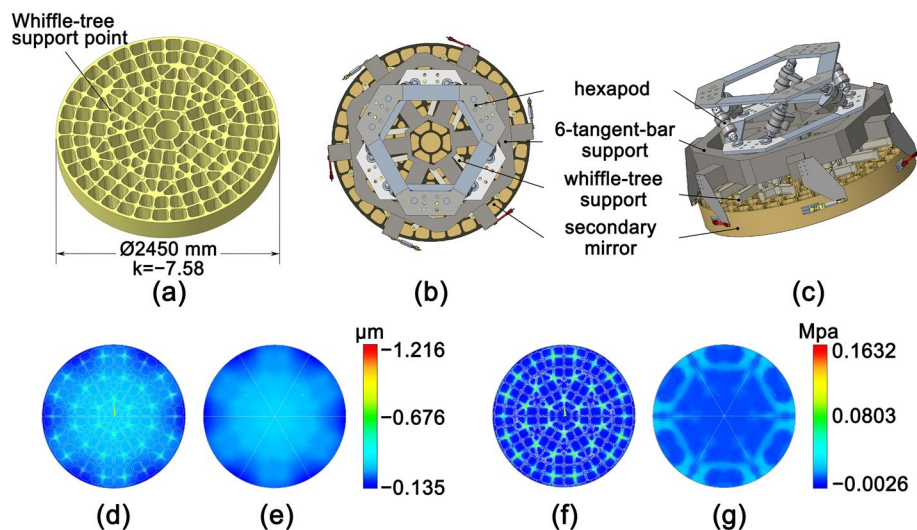 Whiffle-tree
support point
Ø2450 mm
k=−7.58
(a)
(b)
hexapod
6-tangent-bar
support
whiffle-tree
support
secondary
mirror
(c)
µm
−1.216
−0.676
−0.135
(d)
(e)
Mpa
0.1632
0.0803
−0.0026
(f)
(g)